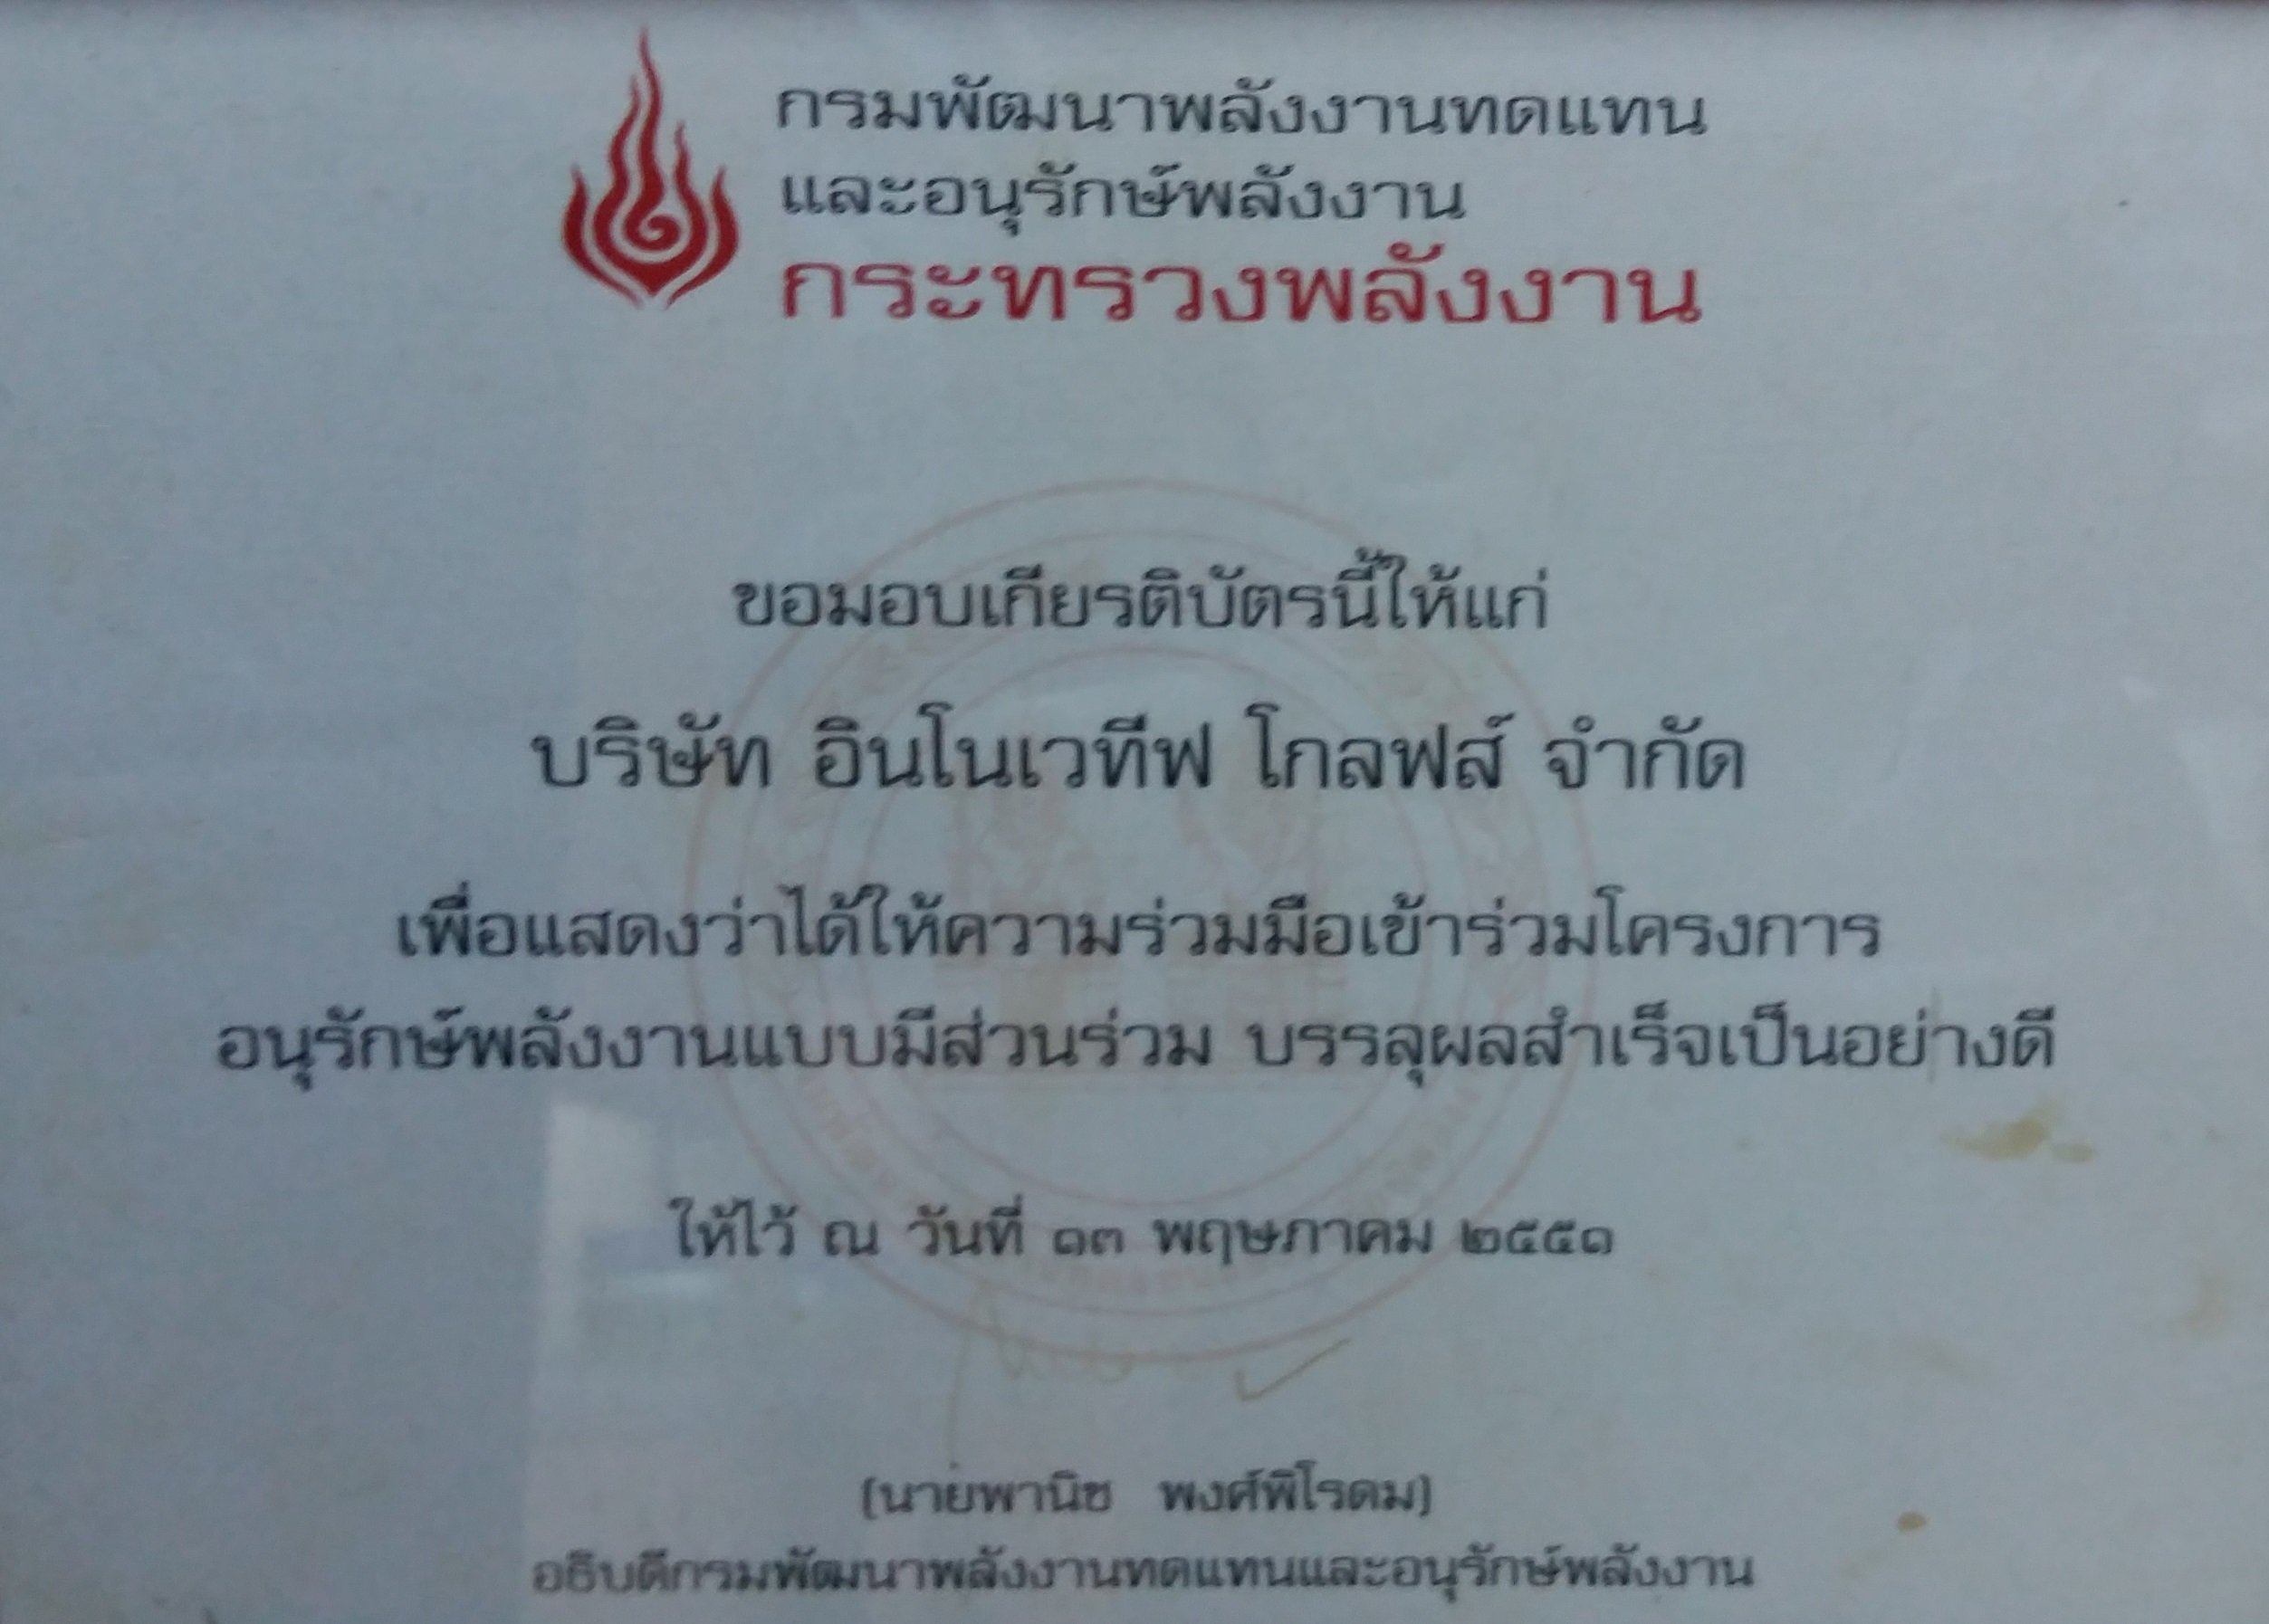 กรมพัฒนาพลังงานทดแทน
และอนุรักษ์พลังงาน
กระทรวงพลังงาน
ขอมอบเกียรติบัตรนี้ให้แก่
บริษัท อินโนเวทีฟ โกลฟส์ จำกัด
เพื่อแสดงว่าได้ให้ความร่วมมือเข้าร่วมโครงการ
อนุรักษ์พลังงานแบบมีส่วนร่วม บรรลุผลสำเร็จเป็นอย่างดี
ให้ไว้ ณ วันที่ ๑๓ พฤษภาคม ๒๕๕๑
(นายพานิช พงศ์พิโรดม)
อธิบดีกรมพัฒนาพลังงานทดแทนและอนุรักษ์พลังงาน